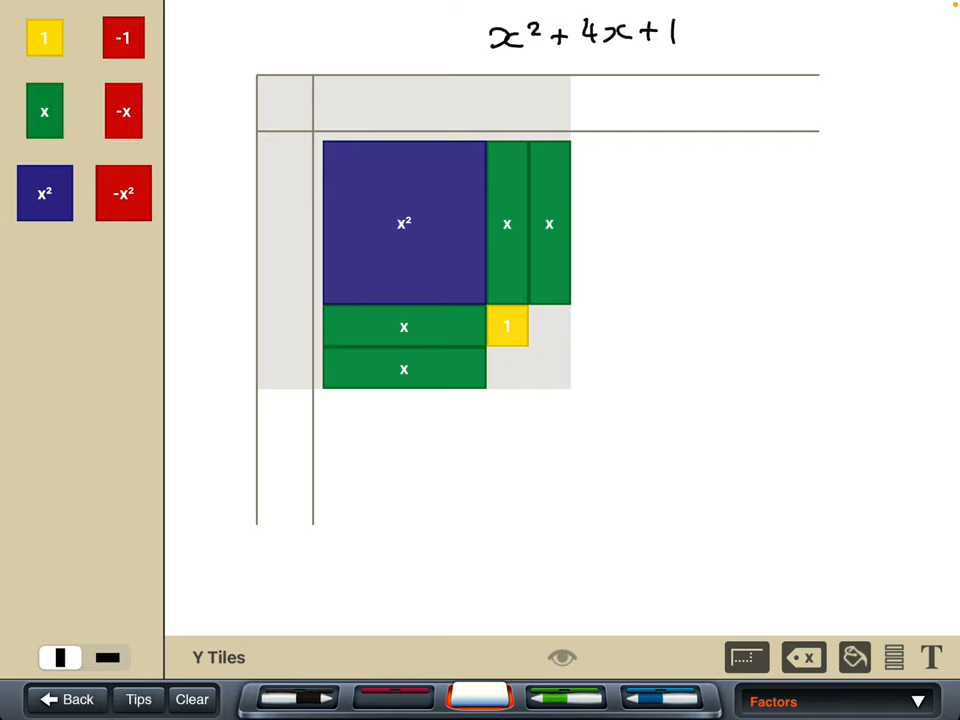 x² + 4x + 1
1 -1
x -x
x² -x²
x² x x
x 1
x
Y Tiles x T
Back Tips Clear Factors